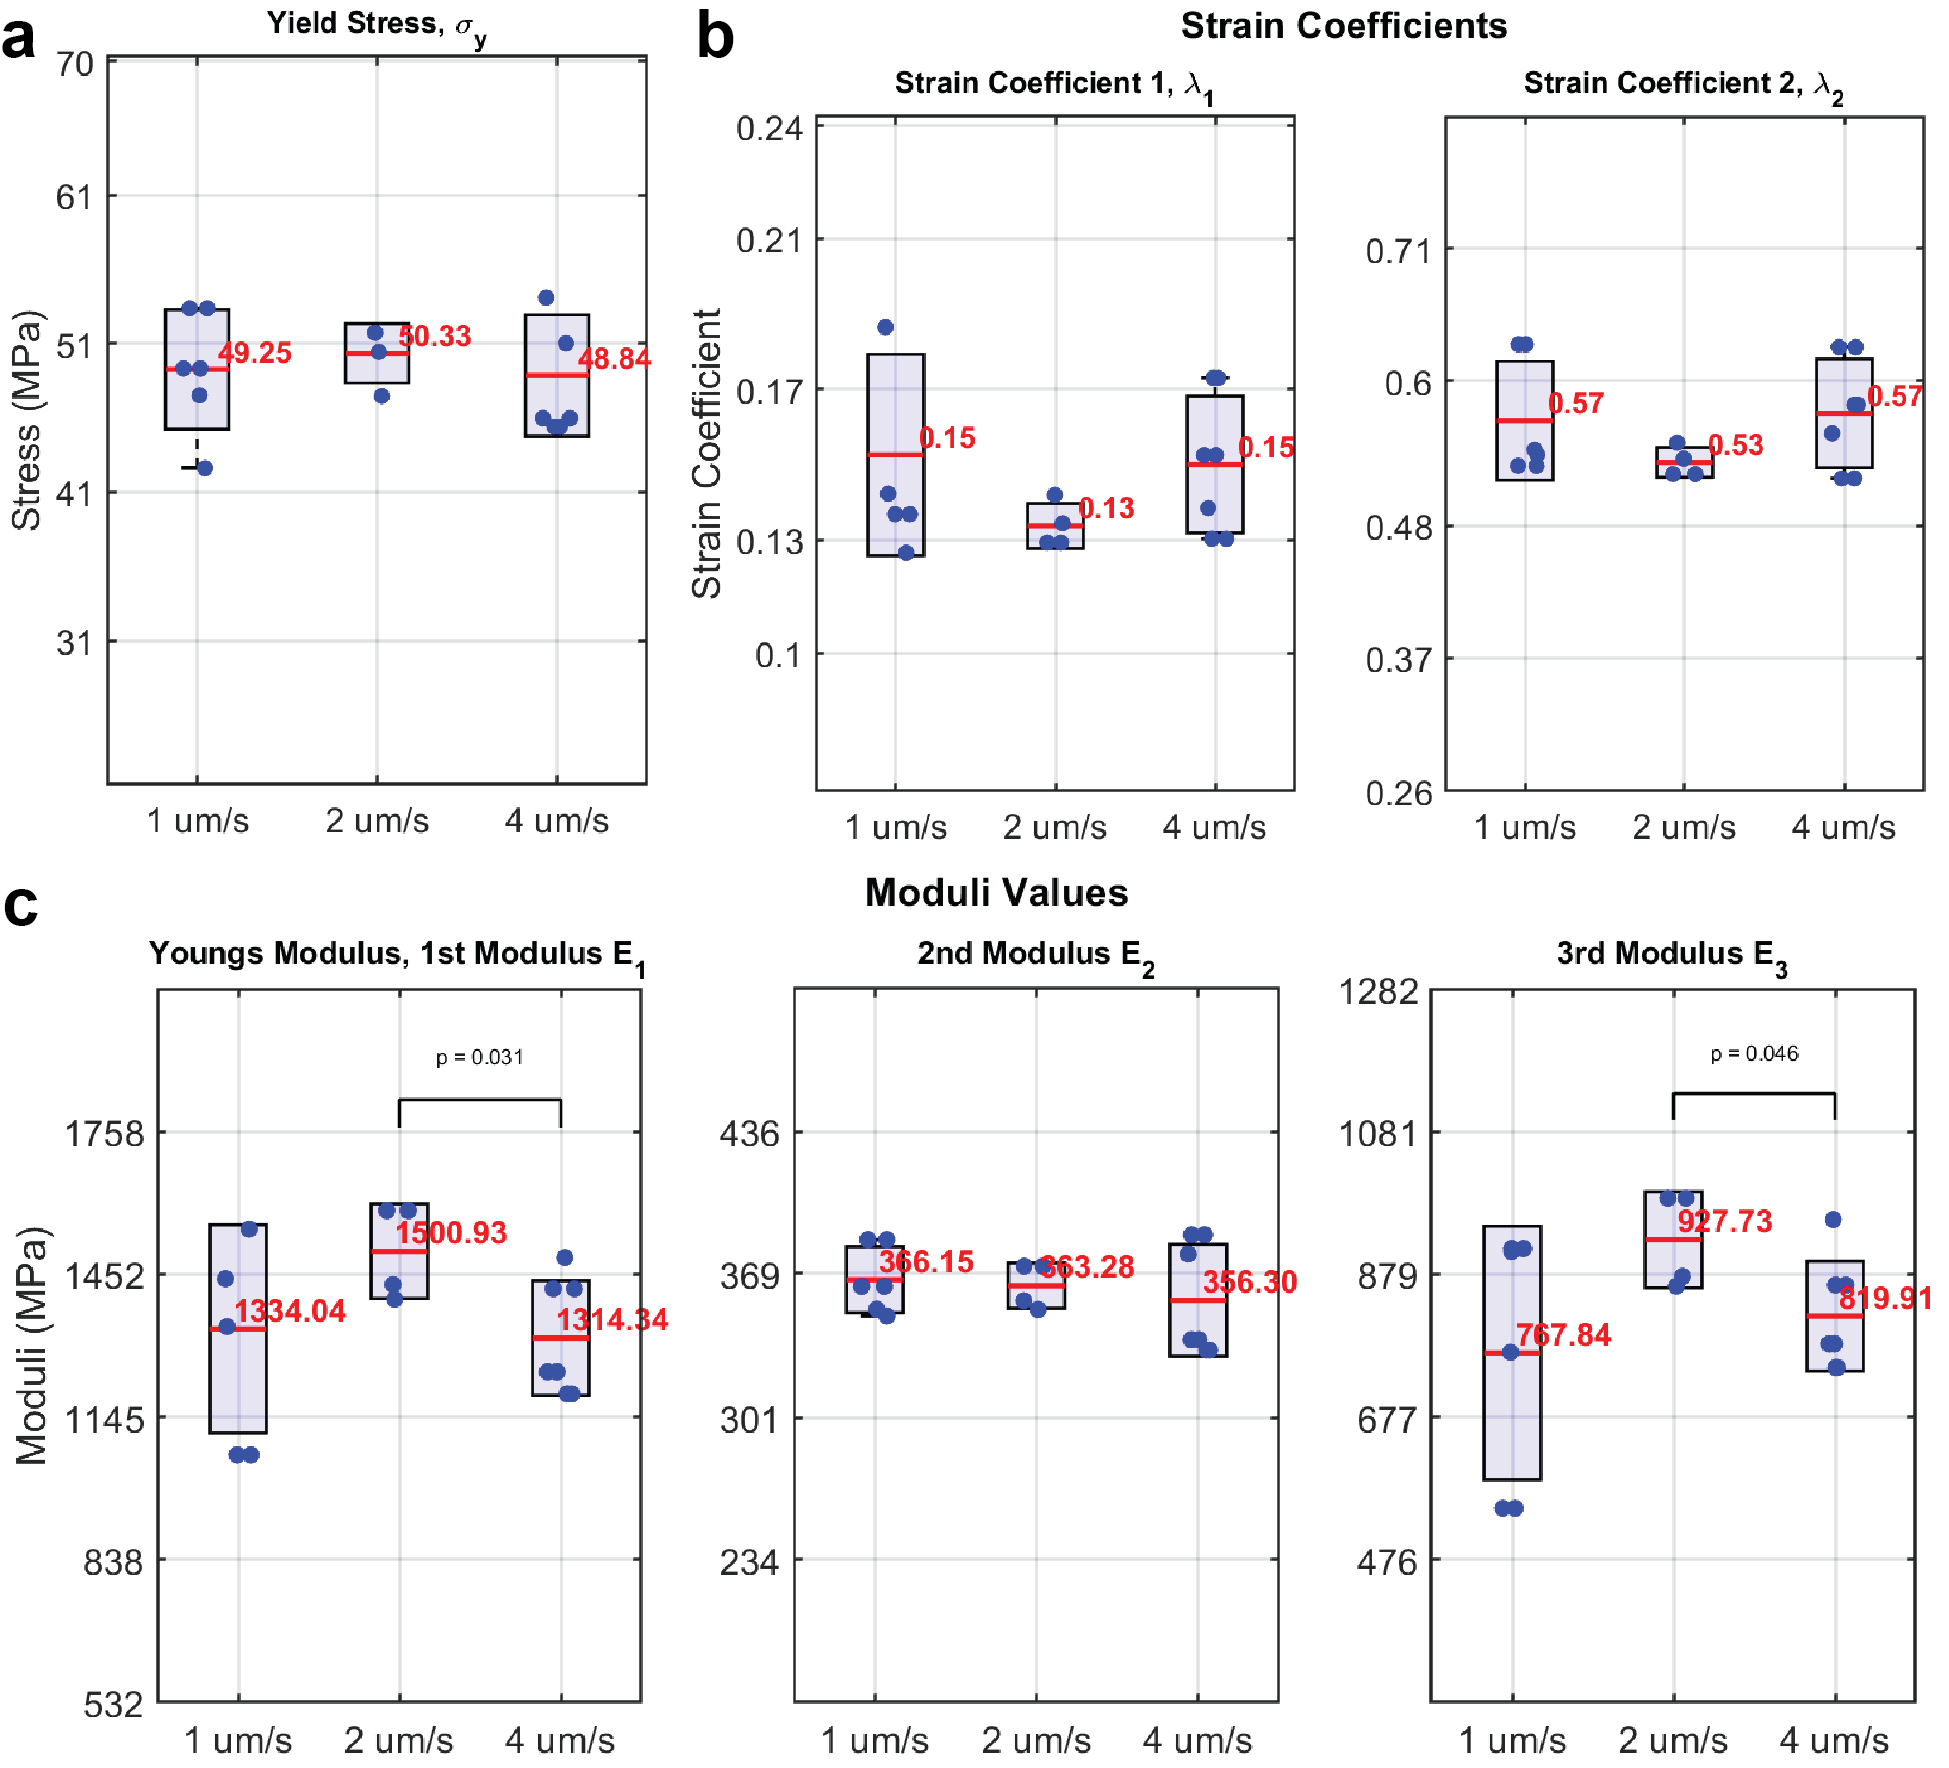 a
Yield Stress, σy
70
61
51
41
31
Stress (MPa)
49.25
50.33
48.84
1 um/s 2 um/s 4 um/s
b
Strain Coefficients
Strain Coefficient 1, λ1
0.24
0.21
0.17
0.13
0.1
Strain Coefficient
0.15
0.13
0.15
1 um/s 2 um/s 4 um/s
Strain Coefficient 2, λ2
0.71
0.6
0.48
0.37
0.26
0.57
0.53
0.57
1 um/s 2 um/s 4 um/s
c
Moduli Values
Youngs Modulus, 1st Modulus E1
1758
1452
1145
838
532
Moduli (MPa)
p = 0.031
1334.04
1500.93
1314.34
1 um/s 2 um/s 4 um/s
2nd Modulus E2
436
369
301
234
366.15
363.28
356.30
1 um/s 2 um/s 4 um/s
3rd Modulus E3
1282
1081
879
677
476
p = 0.046
767.84
927.73
819.91
1 um/s 2 um/s 4 um/s